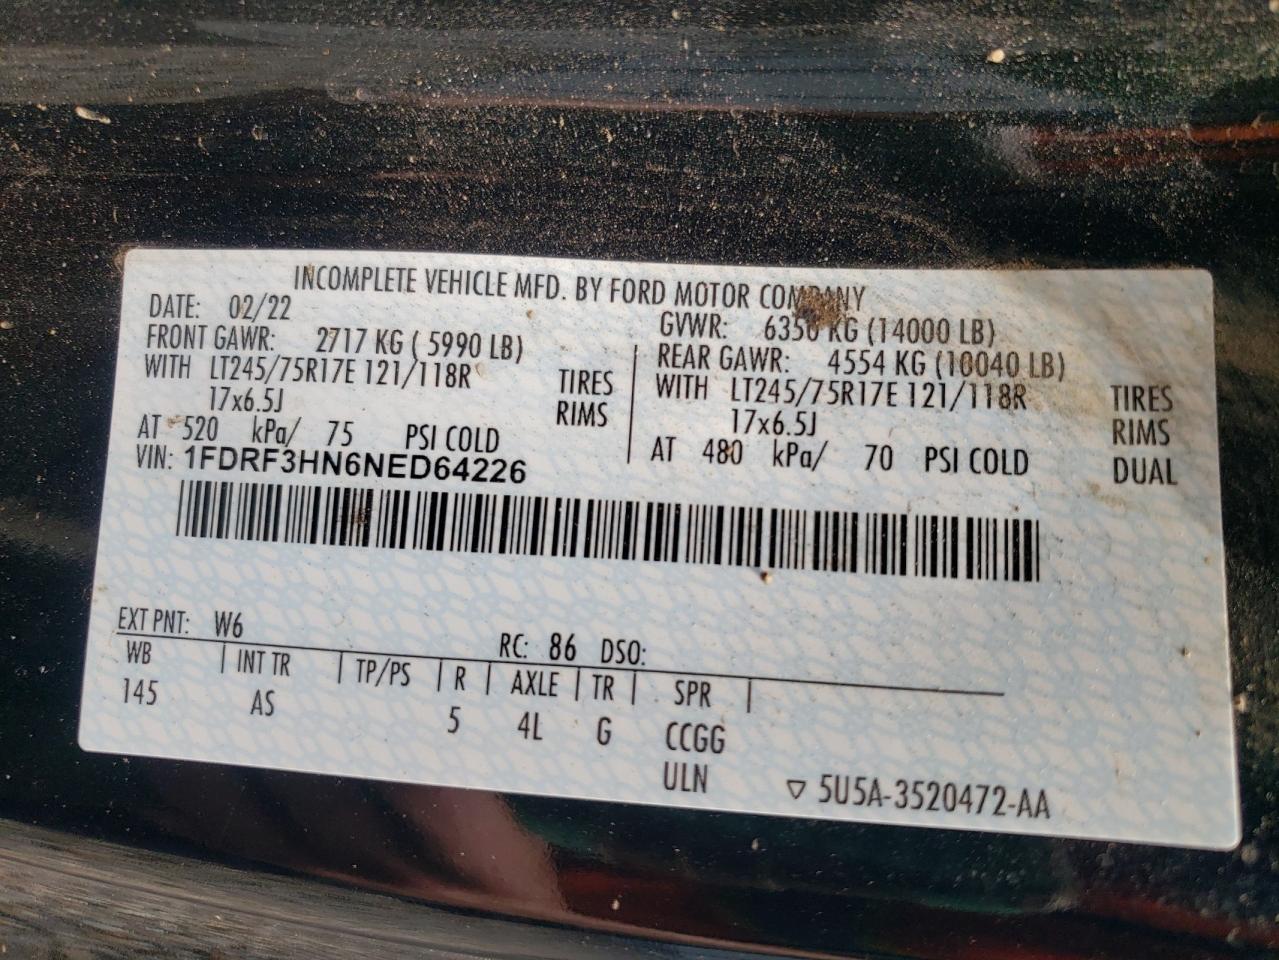 INCOMPLETE VEHICLE MFD. BY FORD MOTOR COMPANY
DATE: 02/22 GVWR: 6350 KG (14000 LB)
FRONT GAWR: 2717 KG ( 5990 LB) REAR GAWR: 4554 KG (10040 LB)
WITH LT245/75R17E 121/118R TIRES WITH LT245/75R17E 121/118R TIRES
17x6.5J RIMS 17x6.5J RIMS
AT 520 kPa/ 75 PSI COLD AT 480 kPa/ 70 PSI COLD DUAL
VIN: 1FDRF3HN6NED64226
EXT PNT: W6 RC: 86 DSO:
WB INT TR TP/PS R AXLE TR SPR
145 AS 5 4L G CCGG
ULN ▽ 5U5A-3520472-AA